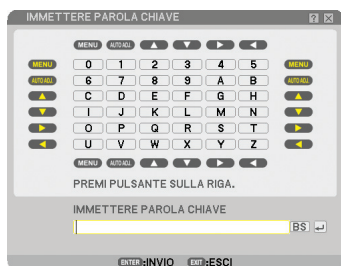 IMMETTERE PAROLA CHIAVE ? X
MENU AUTO ADJ.
MENU 0 1 2 3 4 5 MENU
AUTO ADJ. 6 7 8 9 A B AUTO ADJ.
C D E F G H
I J K L M N
O P Q R S T
U V W X Y Z
MENU AUTO ADJ.
PREMI PULSANTE SULLA RIGA.
IMMETTERE PAROLA CHIAVE
BS
ENTER :INVIO EXIT :ESCI